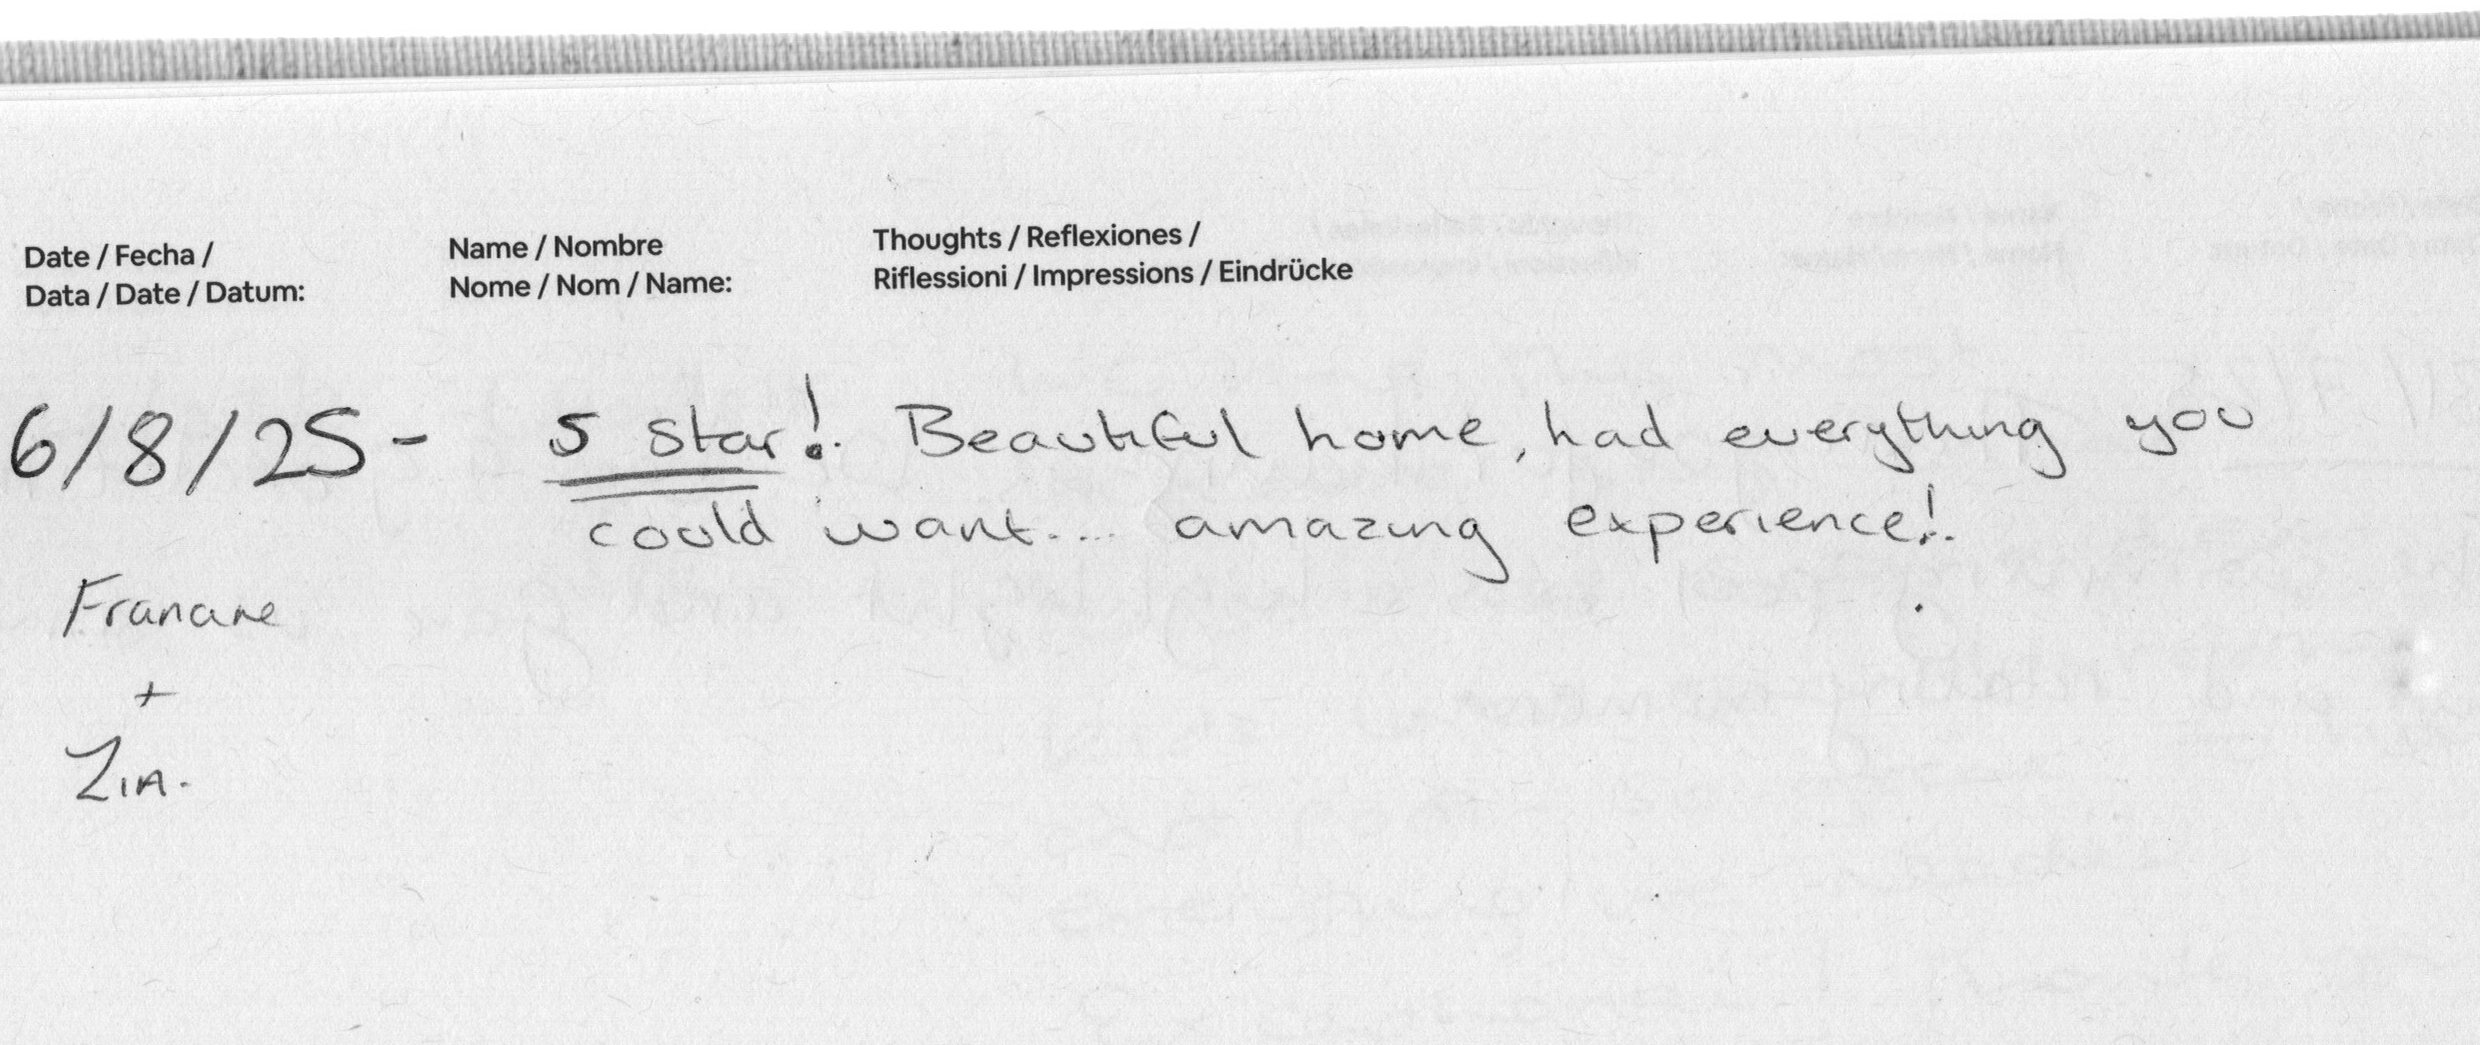 Date / Fecha /
Data / Date / Datum:
Name / Nombre
Nome / Nom / Name:
Thoughts / Reflexiones /
Riflessioni / Impressions / Eindrücke
6/8/25 - 5 star! Beautiful home, had everything you
could want.... amazing experience!
+
ZIA.